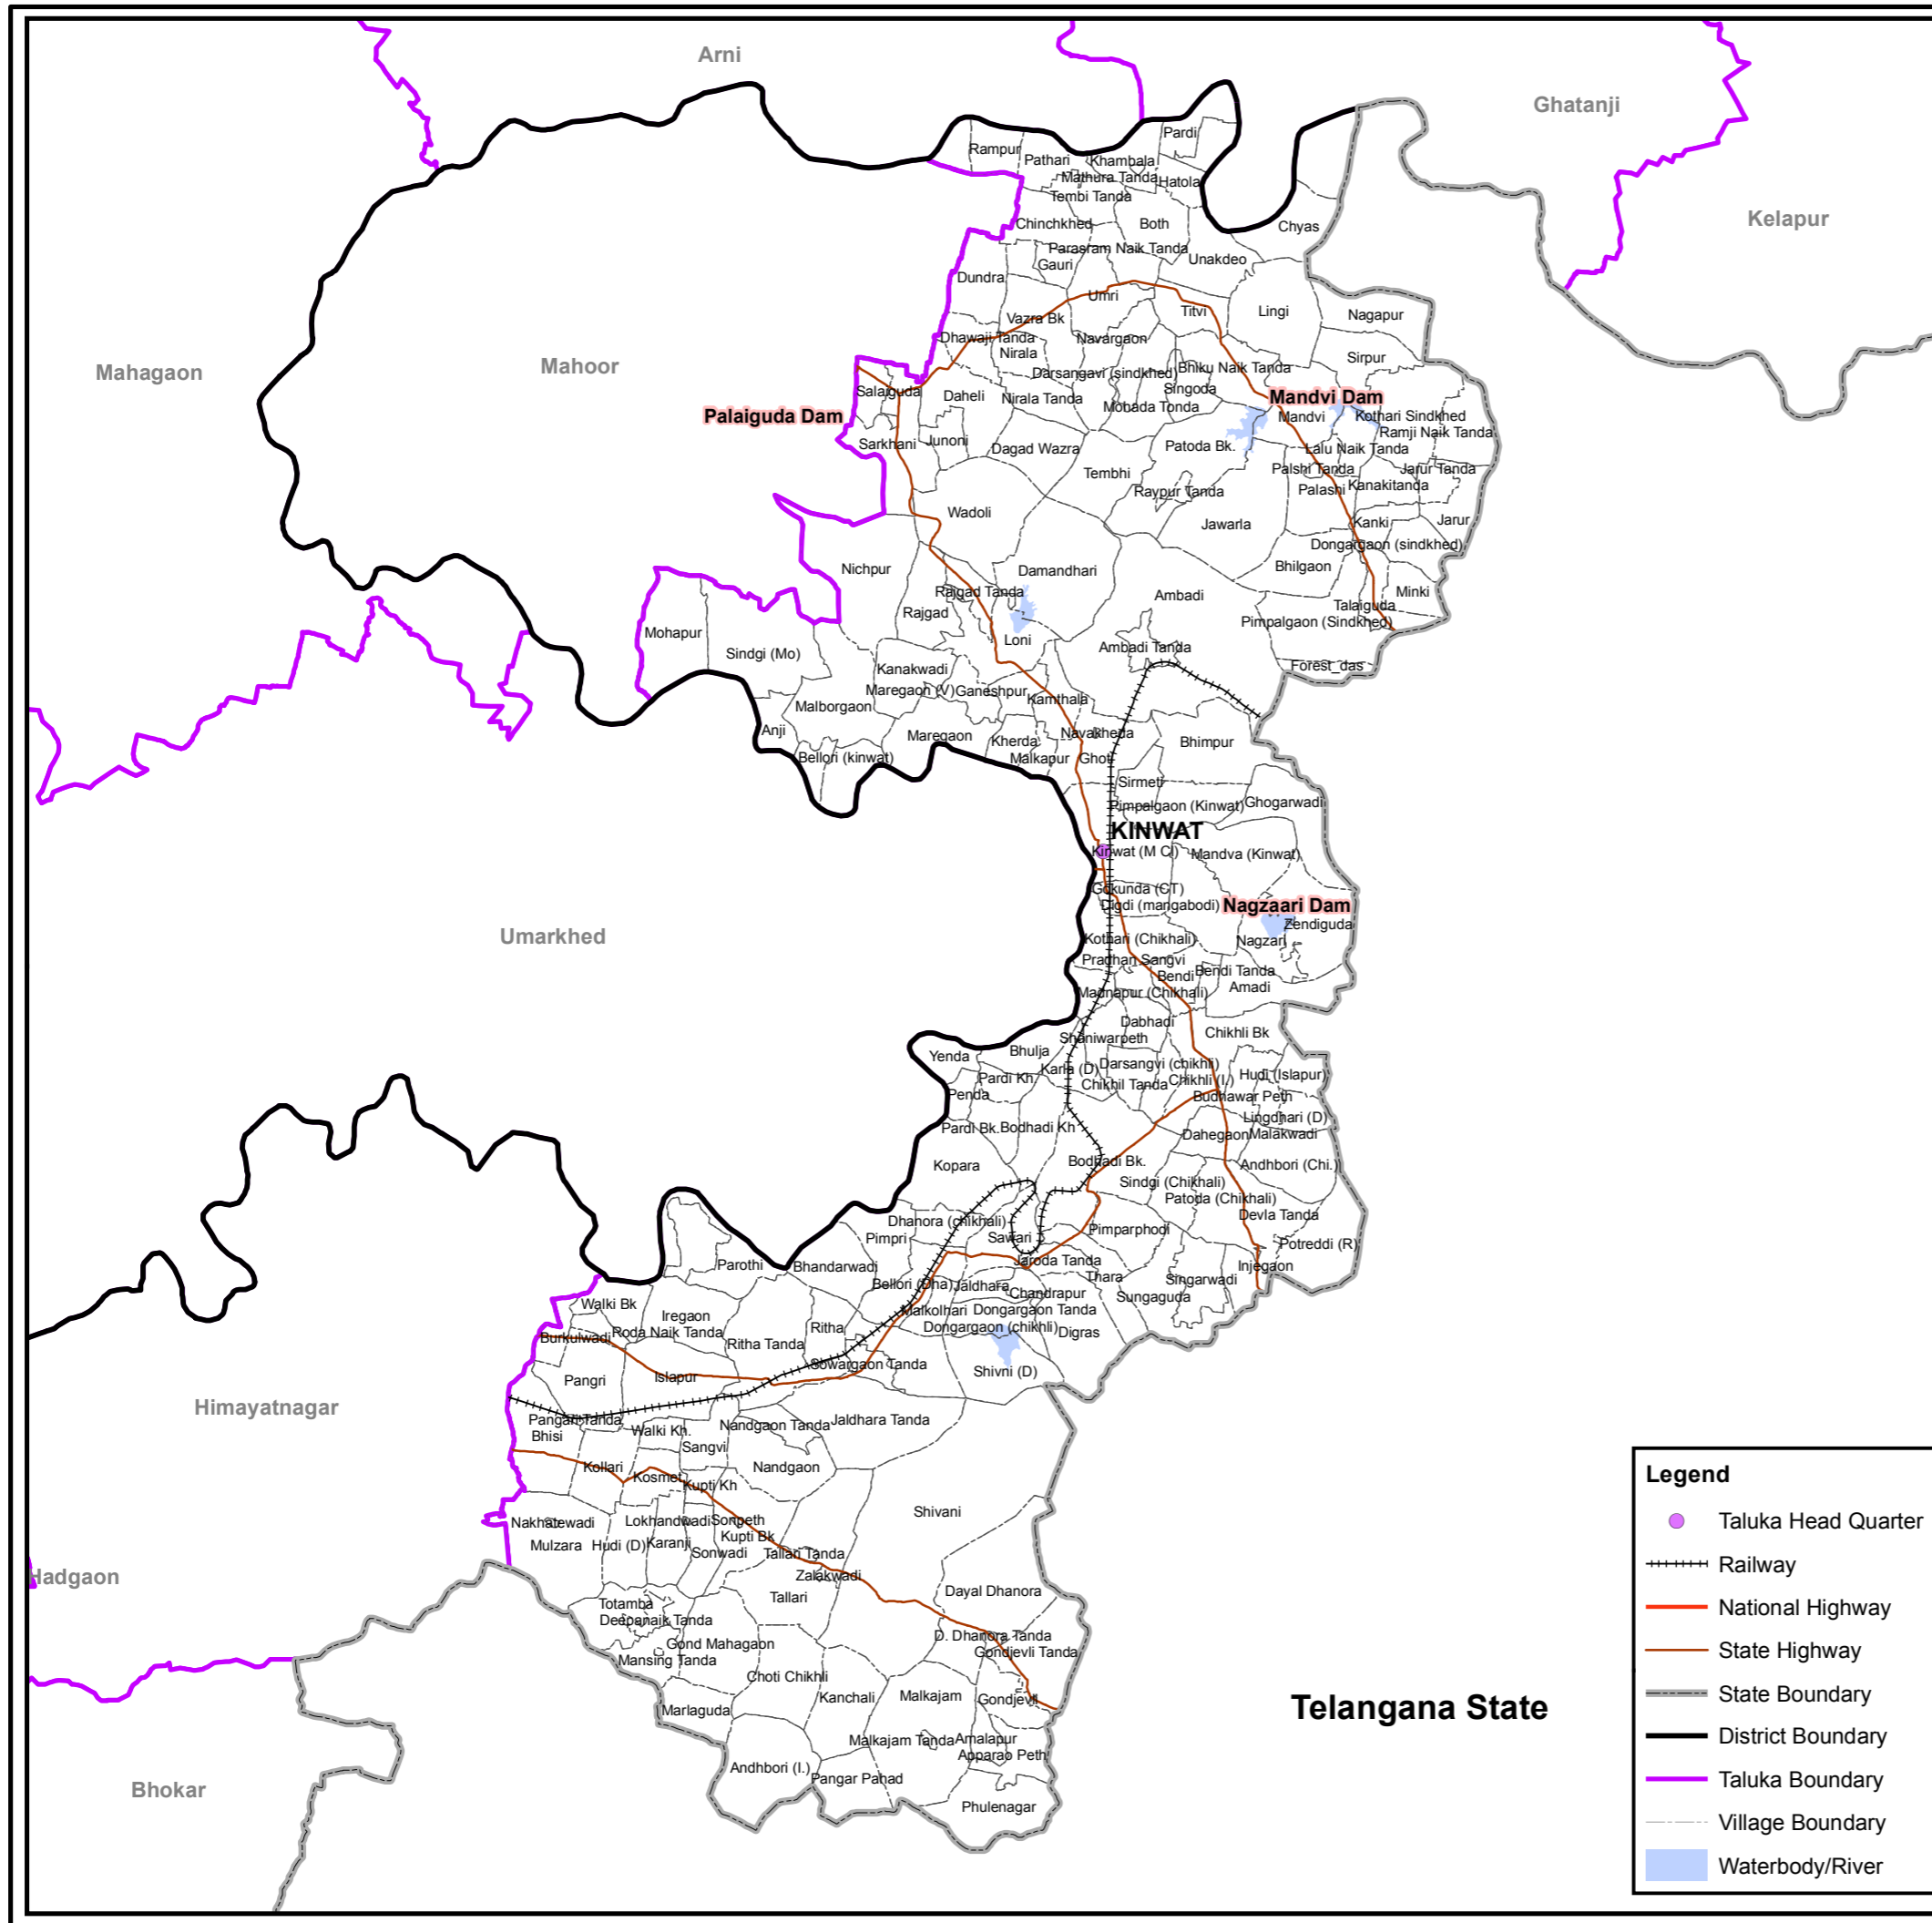 Arni
Ghatanji
Kelapur
Mahagaon
Mahoor
Umarkhed
Himayatnagar
Hadgaon
Bhokar
Telangana State
Palaiguda Dam
Mandvi Dam
Nagzaari Dam
KINWAT
Pardi
Rampur
Pathari
Khambala
Mathura Tanda
Hatola
Tembi Tanda
Chinchkhed
Both
Chyas
Parasram Naik Tanda
Gauri
Unakdeo
Dundra
Umri
Titvi
Lingi
Nagapur
Vazra Bk
Dhawaji Tanda
Navargaon
Nirala
Sirpur
Darsangavi (sindkhed)
Bhiku Naik Tanda
Singoda
Salaiguda
Daheli
Nirala Tanda
Mohada Tonda
Mandvi
Kothari Sindkhed
Ramji Naik Tanda
Sarkhani
Junoni
Dagad Wazra
Patoda Bk.
Lalu Naik Tanda
Tembhi
Palshi Tanda
Jarur Tanda
Raypur Tanda
Palashi
Kanakitanda
Wadoli
Jawarla
Kanki
Jarur
Dongargaon (sindkhed)
Nichpur
Damandhari
Bhilgaon
Rajgad Tanda
Ambadi
Minki
Rajgad
Talaiguda
Pimpalgaon (Sindkhed)
Mohapur
Loni
Sindgi (Mo)
Ambadi Tanda
Forest_das
Kanakwadi
Maregaon (V)
Ganeshpur
Malborgaon
Kamthala
Anji
Maregaon
Kherda
Navakheda
Bhimpur
Bellori (kinwat)
Malkapur
Ghoti
Sirmeti
Pimpalgaon (Kinwat)
Ghogarwadi
Kinwat (M Cl)
Mandva (Kinwat)
Gokunda (CT)
Digdi (mangabodi)
Zendiguda
Kothari (Chikhali)
Nagzari
Pradhan Sangvi
Bendi
Bendi Tanda
Amadi
Madnapur (Chikhali)
Dabhadi
Shaniwarpeth
Chikhli Bk
Yenda
Bhulja
Karla (D)
Darsangvi (chikhli)
Pardi Kh
Chikhil Tanda
Chikhli (I.)
Hudi (Islapur)
Penda
Budhawar Peth
Lingdhari (D)
Pardi Bk.
Bodhadi Kh
Dahegaon
Malakwadi
Kopara
Bodhadi Bk.
Andhbori (Chi.)
Sindgi (Chikhali)
Patoda (Chikhali)
Devla Tanda
Dhanora (chikhali)
Pimpri
Sawari
Pimparphodi
Potreddi (R)
Parothi
Bhandarwadi
Jaroda Tanda
Injegaon
Bellori (Dha)
Jaldhara
Thara
Singarwadi
Chandrapur
Sungaguda
Walki Bk
Iregaon
Malkolhari
Dongargaon Tanda
Burkulwadi
Roda Naik Tanda
Ritha
Dongargaon (chikhli)
Digras
Ritha Tanda
Sowargaon Tanda
Shivni (D)
Pangri
Islapur
Pangari Tanda
Bhisi
Walki Kh.
Nandgaon Tanda
Jaldhara Tanda
Sangvi
Kollari
Kosmet
Nandgaon
Kupti Kh
Shivani
Nakhatewadi
Lokhandwadi
Sonpeth
Mulzara
Hudi (D)
Karanji
Kupti Bk
Sonwadi
Tallari Tanda
Zalakwadi
Dayal Dhanora
Totamba
Tallari
Deepanaik Tanda
D. Dhanora Tanda
Gond Mahagaon
Gondjevli Tanda
Mansing Tanda
Choti Chikhli
Kanchali
Malkajam
Gondjevli
Marlaguda
Malkajam Tanda
Amalapur
Apparao Peth
Andhbori (I.)
Pangar Pahad
Phulenagar
Legend
Taluka Head Quarter
Railway
National Highway
State Highway
State Boundary
District Boundary
Taluka Boundary
Village Boundary
Waterbody/River